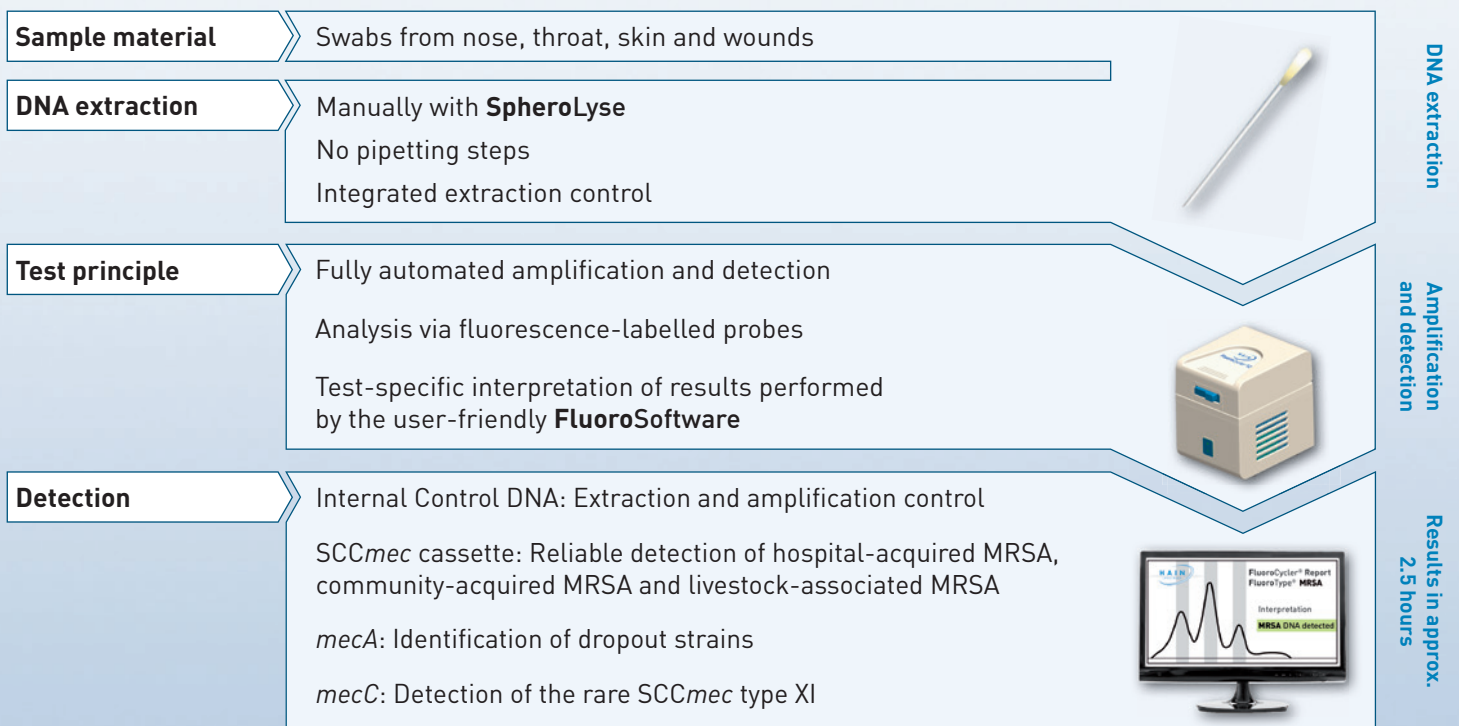 Sample material
Swabs from nose, throat, skin and wounds
DNA extraction
Manually with SpheroLyse
No pipetting steps
Integrated extraction control
DNA extraction
Test principle
Fully automated amplification and detection
Analysis via fluorescence-labelled probes
Test-specific interpretation of results performed
by the user-friendly FluoroSoftware
Amplification
and detection
Detection
Internal Control DNA: Extraction and amplification control
SCCmec cassette: Reliable detection of hospital-acquired MRSA,
community-acquired MRSA and livestock-associated MRSA
mecA: Identification of dropout strains
mecC: Detection of the rare SCCmec type XI
HAIN
FluoroCycler® Report
FluoroType® MRSA
Interpretation
MRSA DNA detected
Results in approx.
2.5 hours